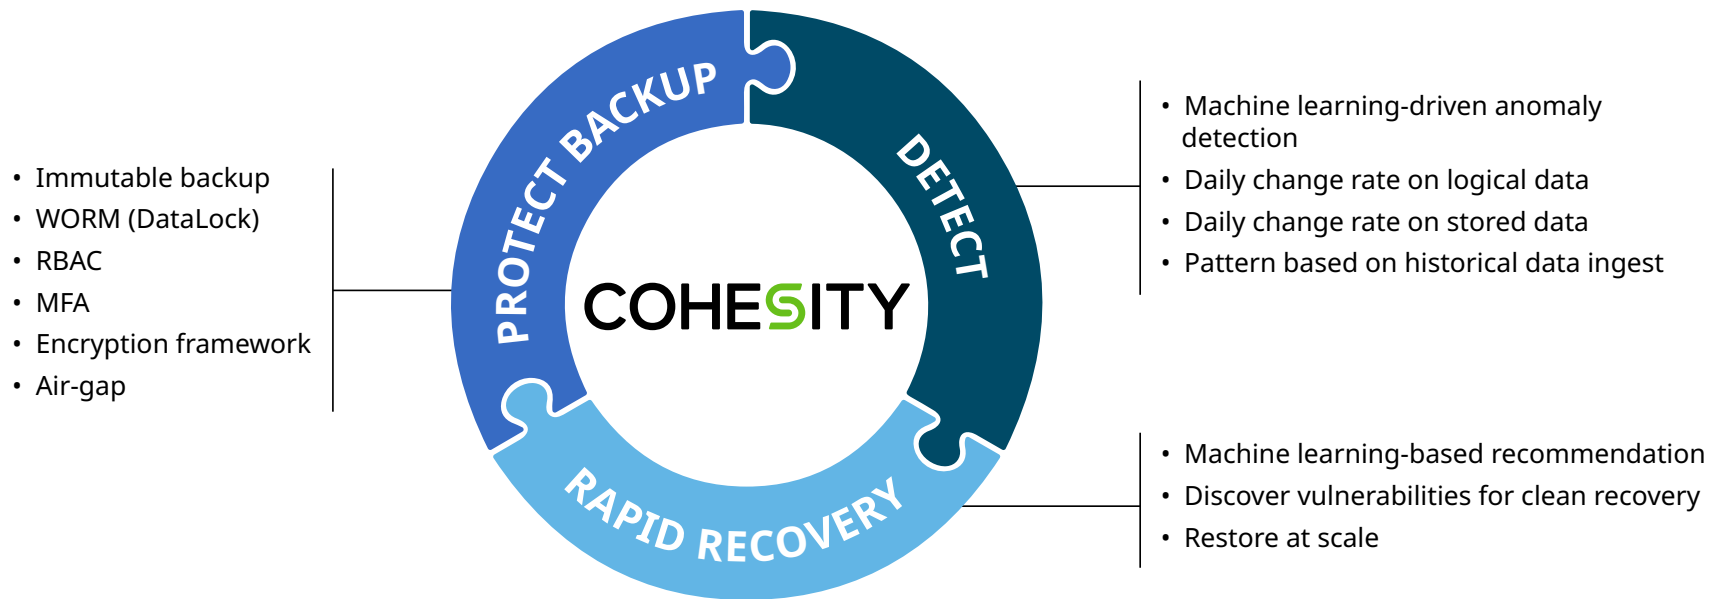 PROTECT BACKUP
• Immutable backup
• WORM (DataLock)
• RBAC
• MFA
• Encryption framework
• Air-gap
COHESITY
DETECT
• Machine learning-driven anomaly
detection
• Daily change rate on logical data
• Daily change rate on stored data
• Pattern based on historical data ingest
RAPID RECOVERY
• Machine learning-based recommendation
• Discover vulnerabilities for clean recovery
• Restore at scale